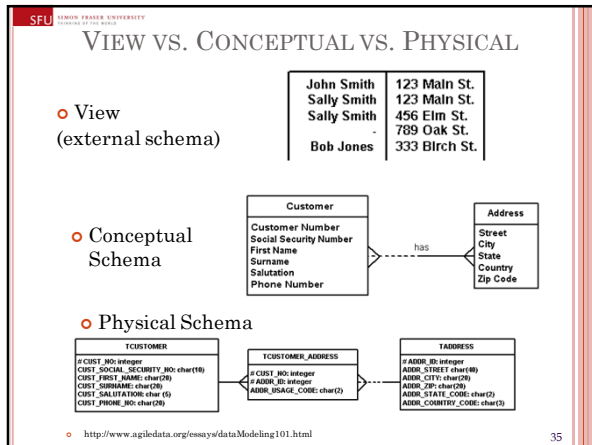 SFU SIMON FRASER UNIVERSITY
THINKING OF THE WORLD
VIEW VS. CONCEPTUAL VS. PHYSICAL
View
(external schema)
John Smith 123 Main St.
Sally Smith 123 Main St.
Sally Smith 456 Elm St.
- 789 Oak St.
Bob Jones 333 Birch St.
Conceptual
Schema
Customer
Customer Number
Social Security Number
First Name
Surname
Salutation
Phone Number
has
Address
Street
City
State
Country
Zip Code
Physical Schema
TCUSTOMER
# CUST_NO: integer
CUST_SOCIAL_SECURITY_NO: char(10)
CUST_FIRST_NAME: char(20)
CUST_SURNAME: char(20)
CUST_SALUTATION: char (5)
CUST_PHONE_NO: char(20)
TCUSTOMER_ADDRESS
# CUST_NO: integer
# ADDR_ID: integer
ADDR_USAGE_CODE: char(2)
TADDRESS
# ADDR_ID: integer
ADDR_STREET char(40)
ADDR_CITY: char(20)
ADDR_ZIP: char(20)
ADDR_STATE_CODE: char(2)
ADDR_COUNTRY_CODE: char(3)
http://www.agiledata.org/essays/dataModeling101.html
35